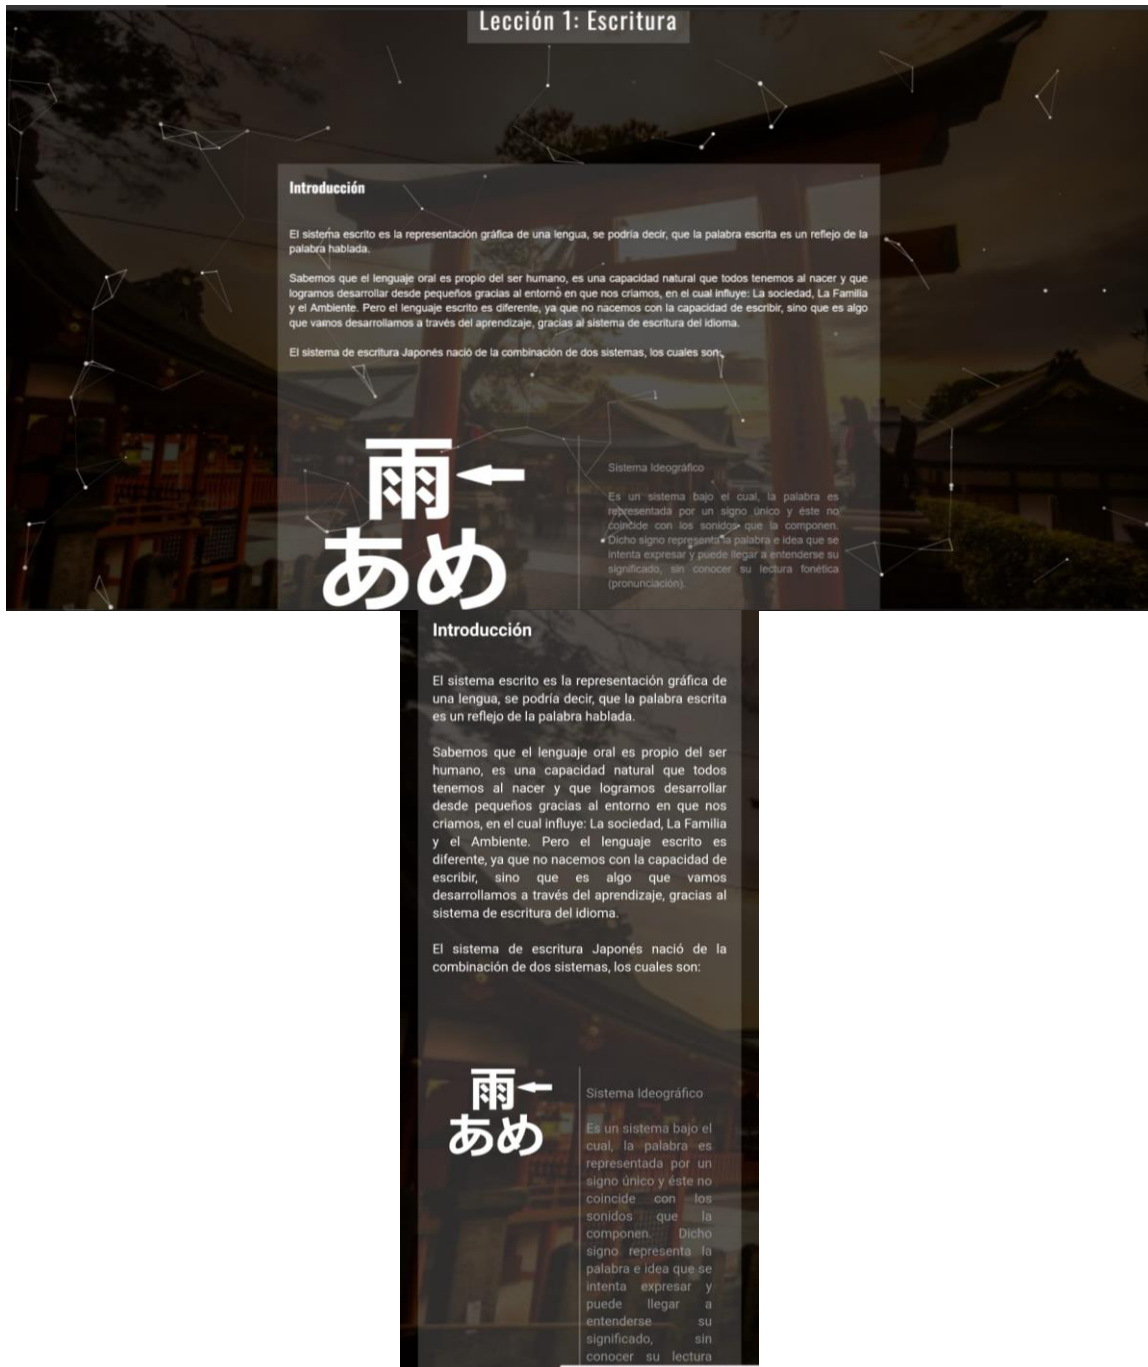 Lección 1: Escritura
Introducción
El sistema escrito es la representación gráfica de una lengua, se podría decir, que la palabra escrita es un reflejo de la
palabra hablada.
Sabemos que el lenguaje oral es propio del ser humano, es una capacidad natural que todos tenemos al nacer y que
logramos desarrollar desde pequeños gracias al entorno en que nos criamos, en el cual influye: La sociedad, La Familia
y el Ambiente. Pero el lenguaje escrito es diferente, ya que no nacemos con la capacidad de escribir, sino que es algo
que vamos desarrollamos a través del aprendizaje, gracias al sistema de escritura del idioma.
El sistema de escritura Japonés nació de la combinación de dos sistemas, los cuales son:
雨←
あめ
Sistema Ideográfico
Es un sistema bajo el cual, la palabra es
representada por un signo único y éste no
coincide con los sonidos que la componen.
Dicho signo representa la palabra e idea que se
intenta expresar y puede llegar a entenderse su
significado, sin conocer su lectura fonética
(pronunciación).
Introducción
El sistema escrito es la representación gráfica de
una lengua, se podría decir, que la palabra escrita
es un reflejo de la palabra hablada.
Sabemos que el lenguaje oral es propio del ser
humano, es una capacidad natural que todos
tenemos al nacer y que logramos desarrollar
desde pequeños gracias al entorno en que nos
criamos, en el cual influye: La sociedad, La Familia
y el Ambiente. Pero el lenguaje escrito es
diferente, ya que no nacemos con la capacidad de
escribir, sino que es algo que vamos
desarrollamos a través del aprendizaje, gracias al
sistema de escritura del idioma.
El sistema de escritura Japonés nació de la
combinación de dos sistemas, los cuales son:
雨←
あめ
Sistema Ideográfico
Es un sistema bajo el
cual, la palabra es
representada por un
signo único y éste no
coincide con los
sonidos que la
componen. Dicho
signo representa la
palabra e idea que se
intenta expresar y
puede llegar a
entenderse su
significado, sin
conocer su lectura